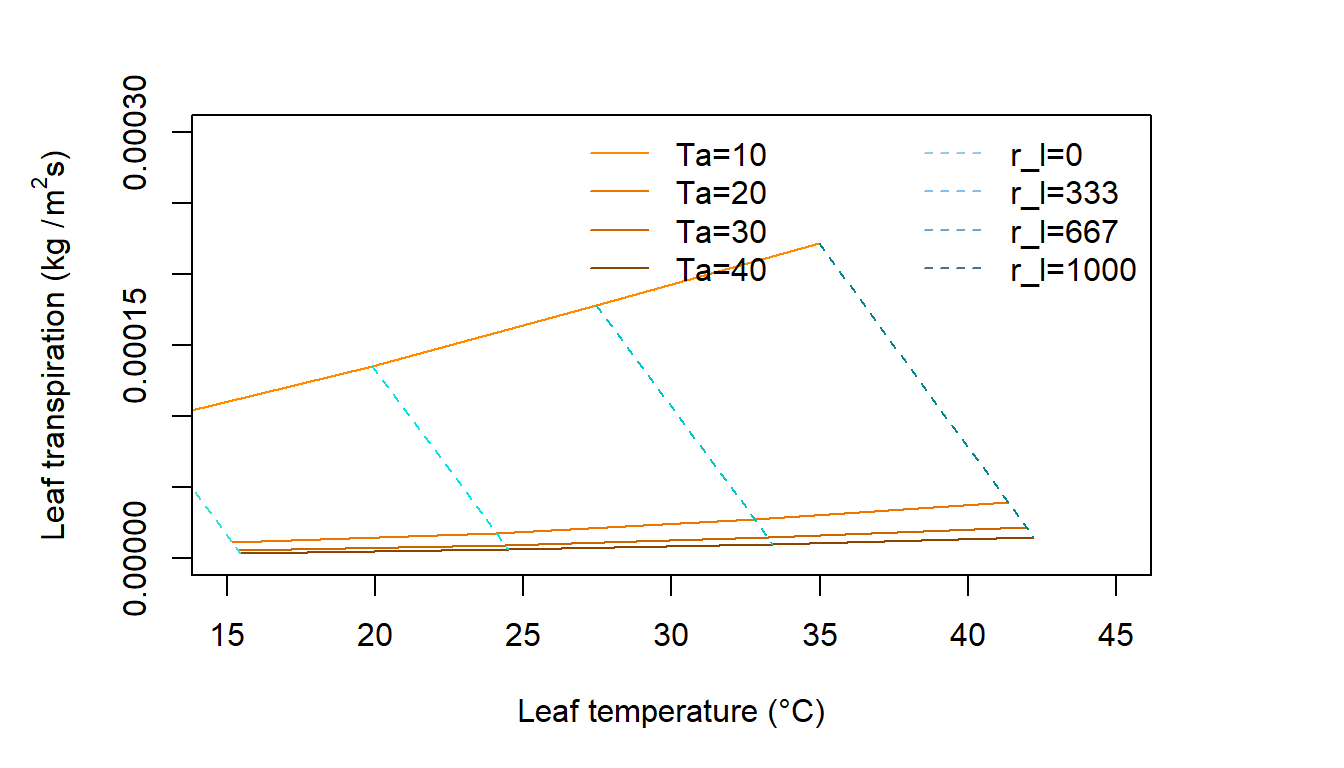 Leaf transpiration (kg /m²s)
0.00030
0.00015
0.00000
Ta=10
Ta=20
Ta=30
Ta=40
r_l=0
r_l=333
r_l=667
r_l=1000
15 20 25 30 35 40 45
Leaf temperature (°C)